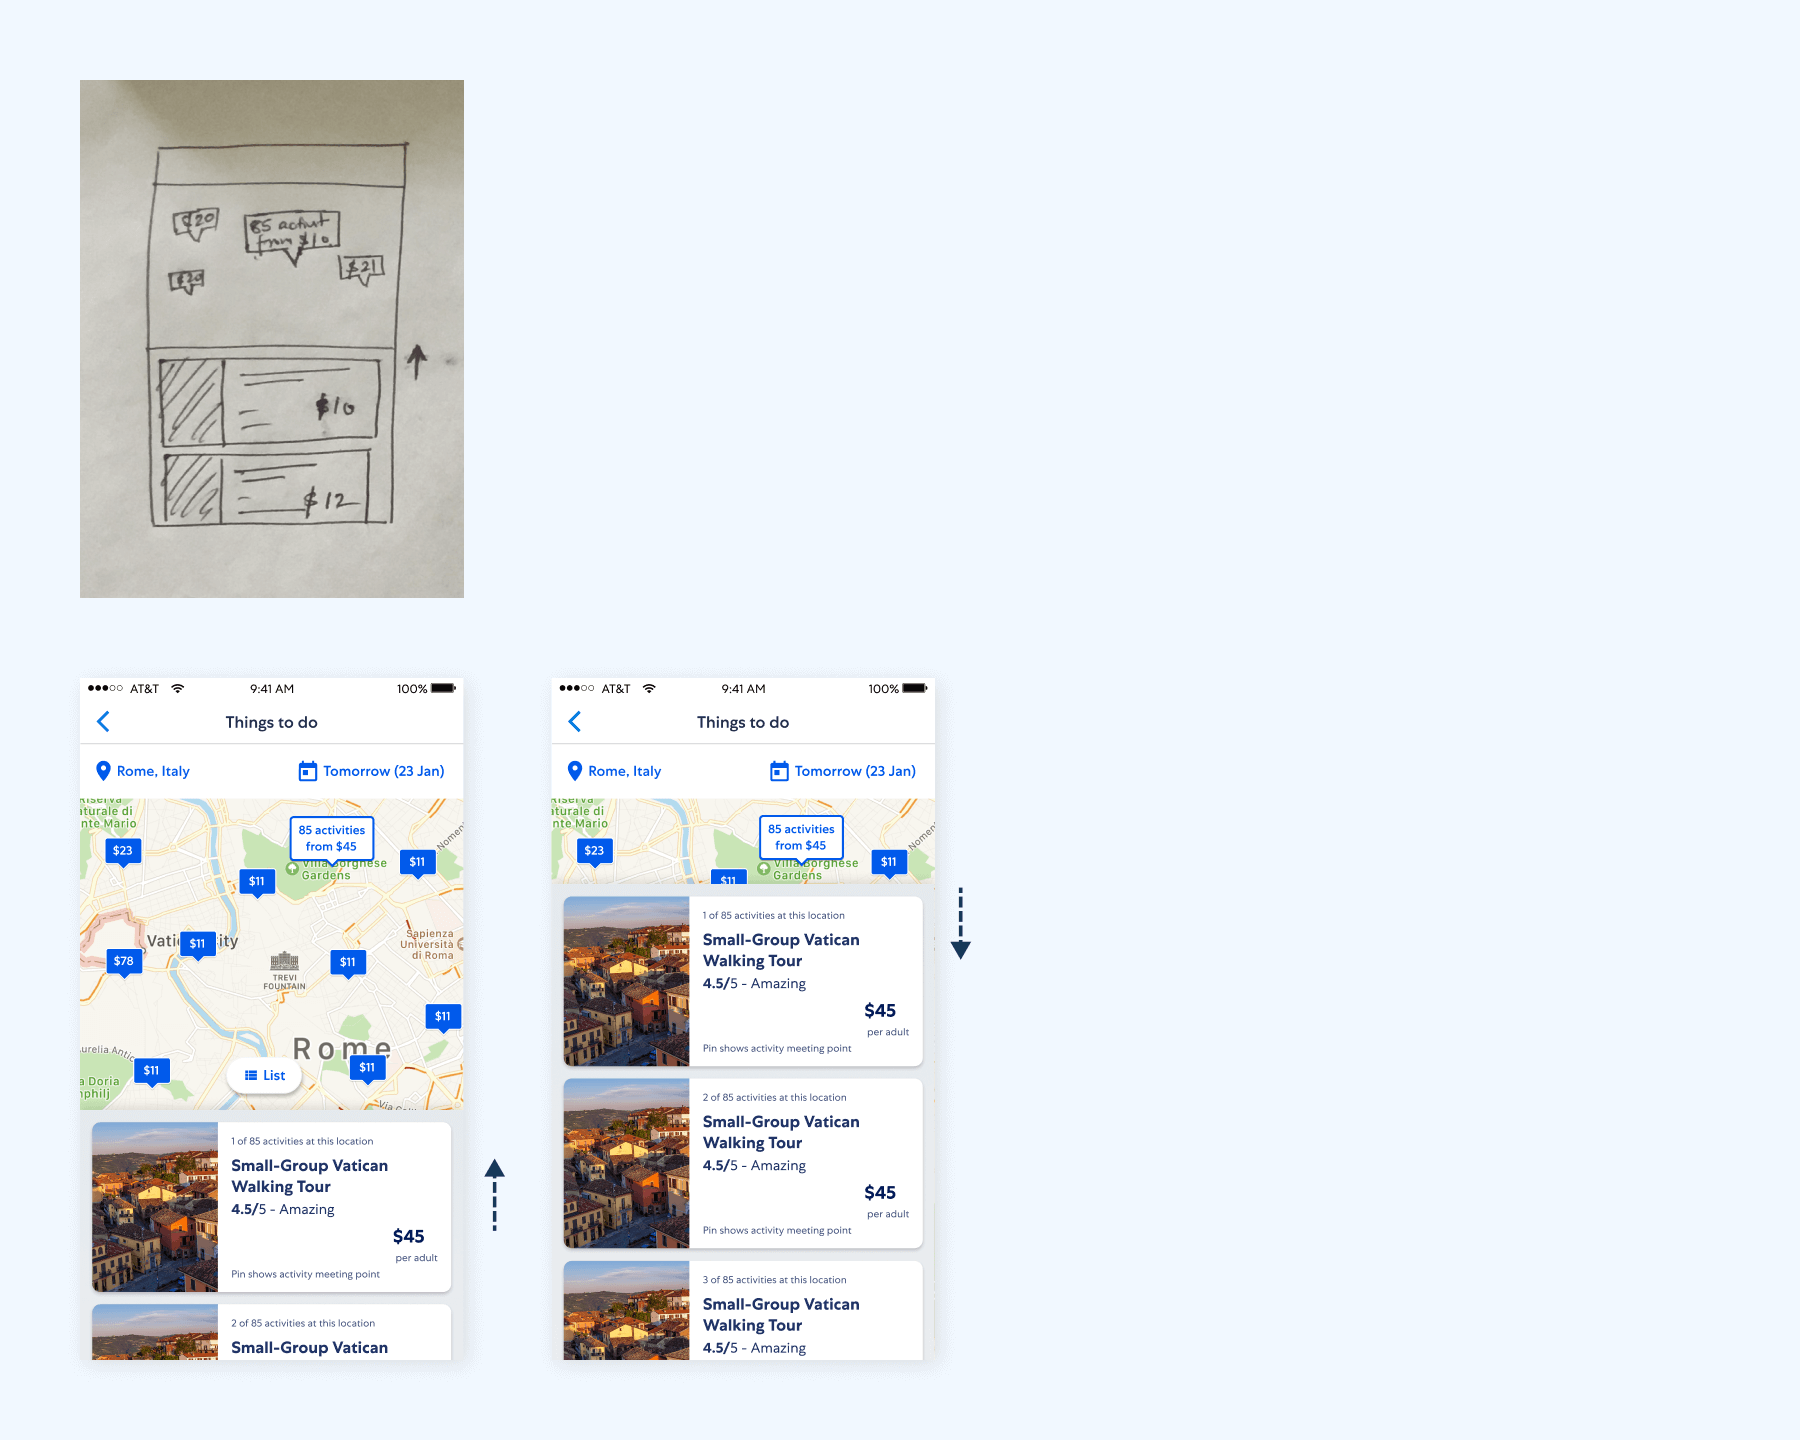 $20
85 activit
from $10
$20
$21
$10
$12
AT&T
9:41 AM
100%
Things to do
Rome, Italy
Tomorrow (23 Jan)
Riserva
aturale di
nte Mario
$23
85 activities
from $45
$11
Noment
$11
Villa Borghese
Gardens
Vatic
ity
$11
$78
$11
Sapienza
Università
di Roma
TREVI
FOUNTAIN
$11
Rome
urelia Antic
$11
List
$11
a Doria
mphilj
Via C
1 of 85 activities at this location
Small-Group Vatican
Walking Tour
4.5/5 - Amazing
$45
per adult
Pin shows activity meeting point
2 of 85 activities at this location
Small-Group Vatican
AT&T
9:41 AM
100%
Things to do
Rome, Italy
Tomorrow (23 Jan)
Riserva
aturale di
nte Mario
$23
85 activities
from $45
$11
Noment
$11
Villa Borghese
Gardens
1 of 85 activities at this location
Small-Group Vatican
Walking Tour
4.5/5 - Amazing
$45
per adult
Pin shows activity meeting point
2 of 85 activities at this location
Small-Group Vatican
Walking Tour
4.5/5 - Amazing
$45
per adult
Pin shows activity meeting point
3 of 85 activities at this location
Small-Group Vatican
Walking Tour
4.5/5 - Amazing